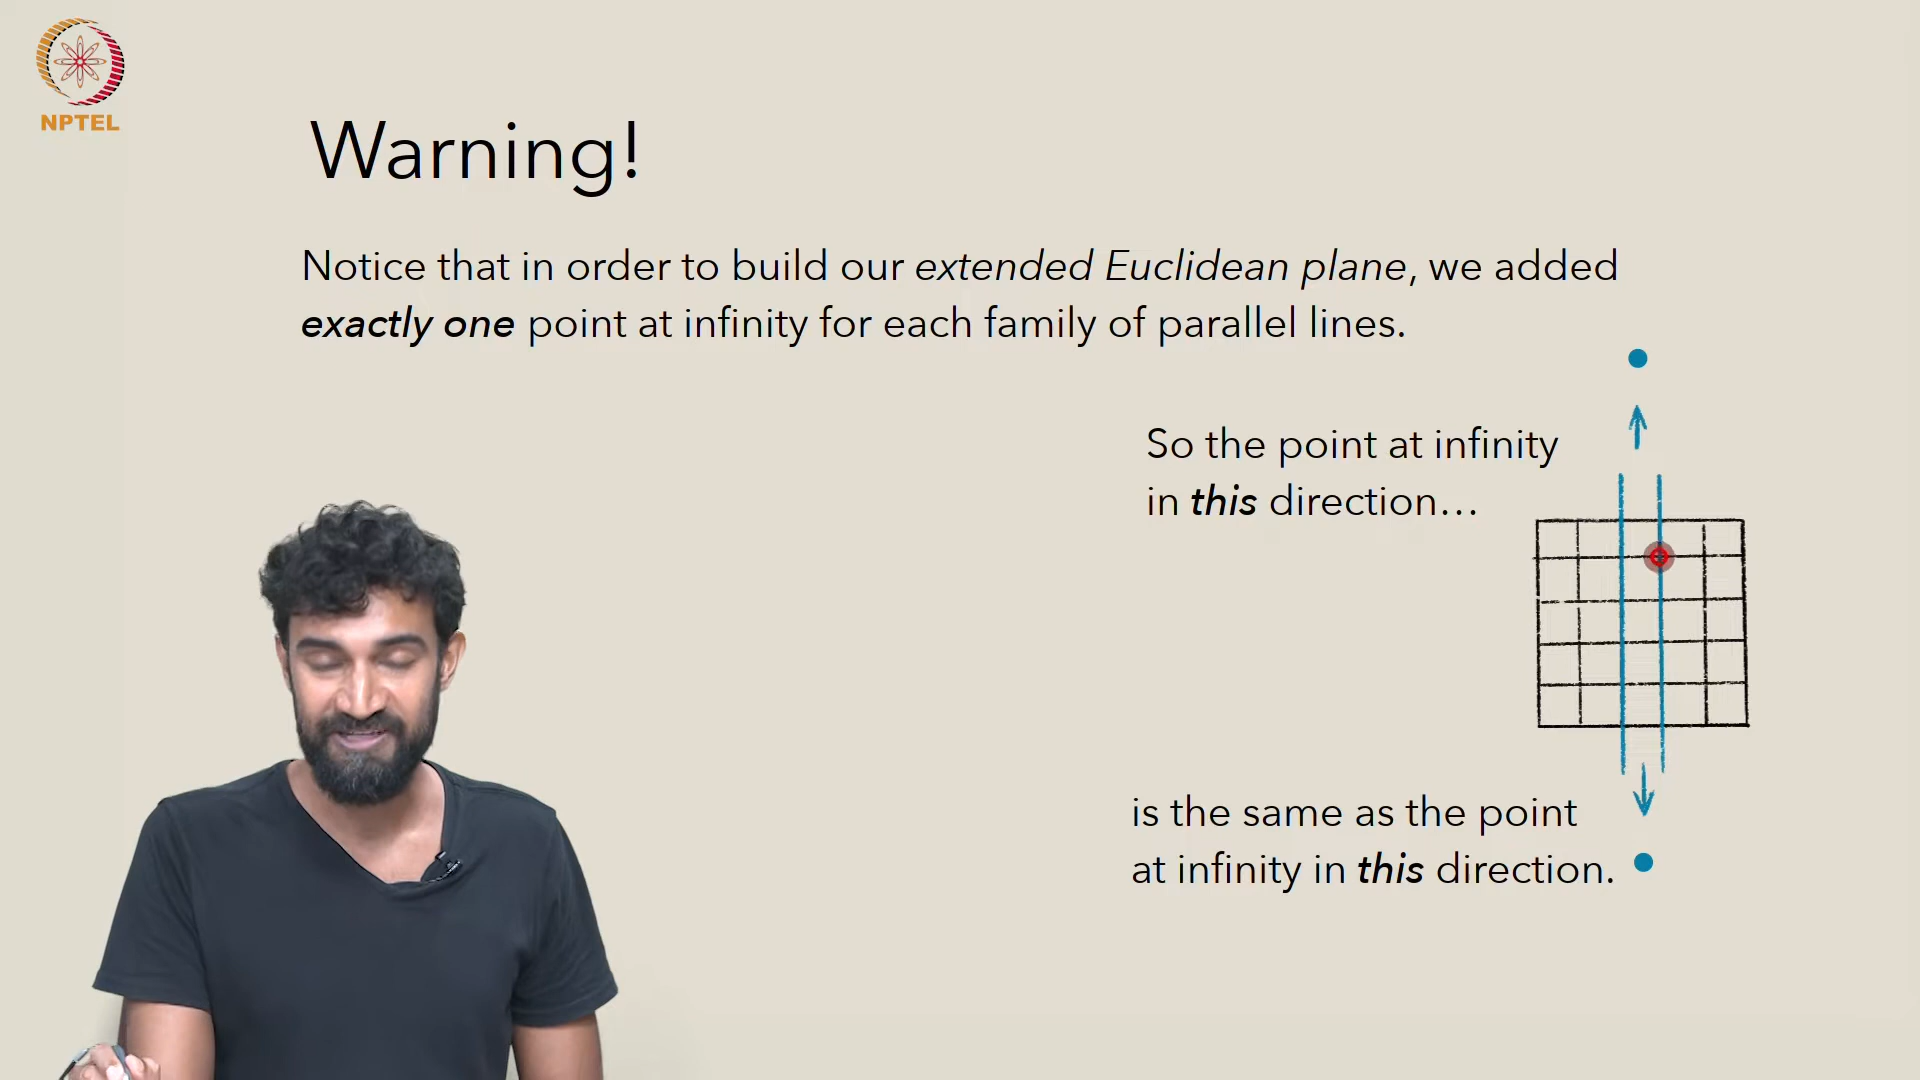 NPTEL
Warning!
Notice that in order to build our extended Euclidean plane, we added
exactly one point at infinity for each family of parallel lines.
So the point at infinity
in this direction…
is the same as the point
at infinity in this direction.